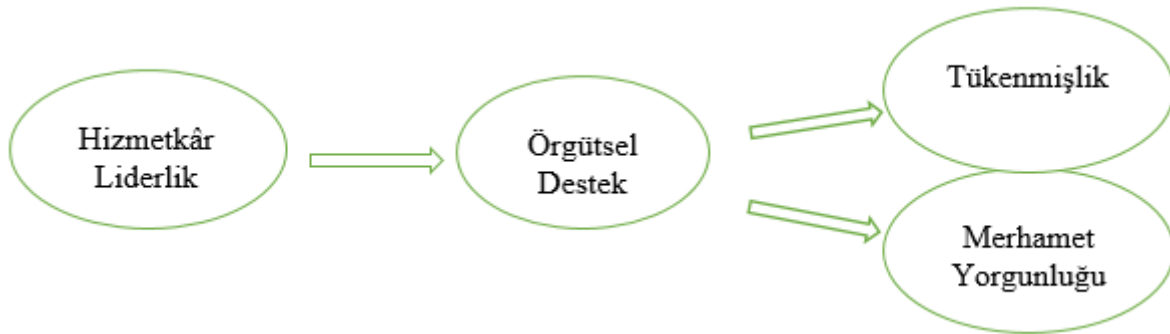 Hizmetkâr
Liderlik
Örgütsel
Destek
Tükenmişlik
Merhamet
Yorgunluğu